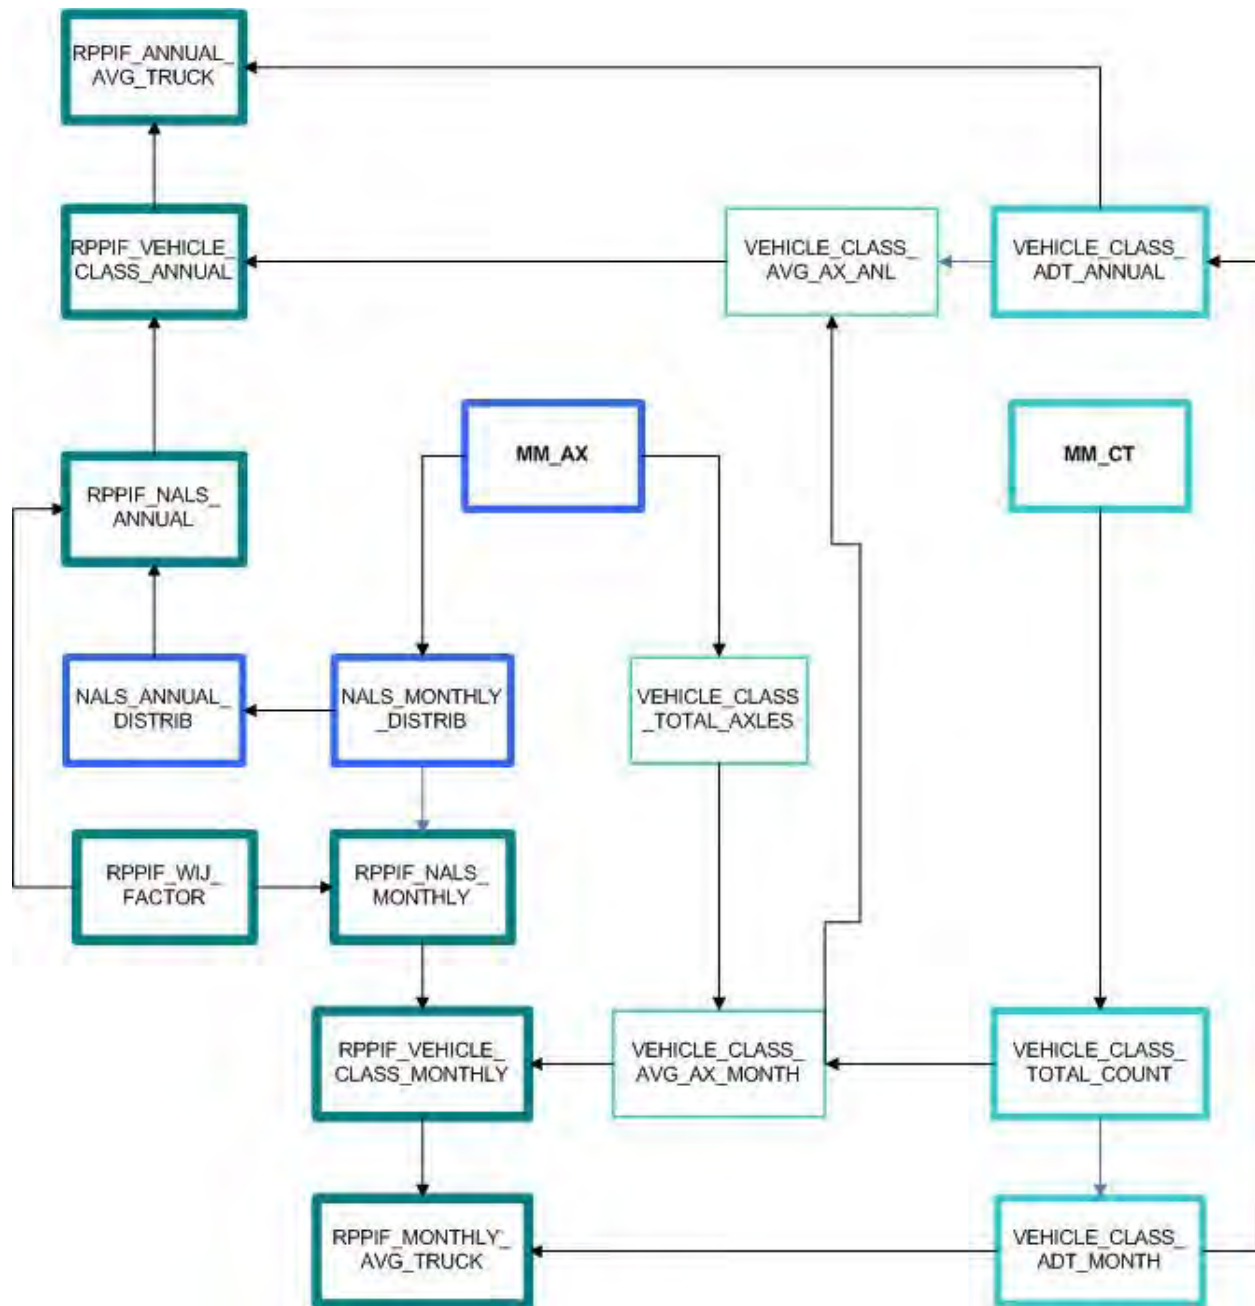 RPPIF_ANNUAL_
AVG_TRUCK
RPPIF_VEHICLE_
CLASS_ANNUAL
VEHICLE_CLASS_
AVG_AX_ANL
VEHICLE_CLASS_
ADT_ANNUAL
RPPIF_NALS_
ANNUAL
MM_AX
MM_CT
NALS_ANNUAL_
DISTRIB
NALS_MONTHLY
_DISTRIB
VEHICLE_CLASS
_TOTAL_AXLES
RPPIF_WIJ_
FACTOR
RPPIF_NALS_
MONTHLY
RPPIF_VEHICLE_
CLASS_MONTHLY
VEHICLE_CLASS_
AVG_AX_MONTH
VEHICLE_CLASS_
TOTAL_COUNT
RPPIF_MONTHLY_
AVG_TRUCK
VEHICLE_CLASS_
ADT_MONTH